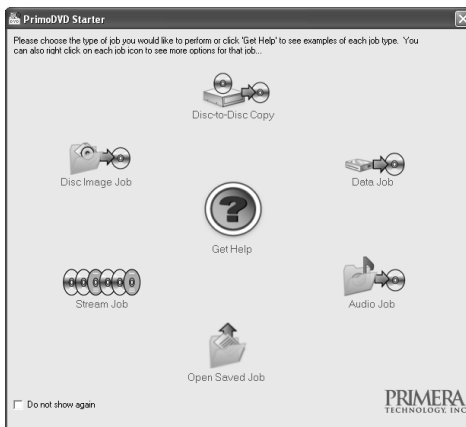 PrimoDVD Starter
Please choose the type of job you would like to perform or click 'Get Help' to see examples of each job type. You
can also right click on each job icon to see more options for that job...
Disc-to-Disc Copy
Disc Image Job
Data Job
Get Help
Stream Job
Audio Job
Open Saved Job
Do not show again
PRIMERA
TECHNOLOGY, INC